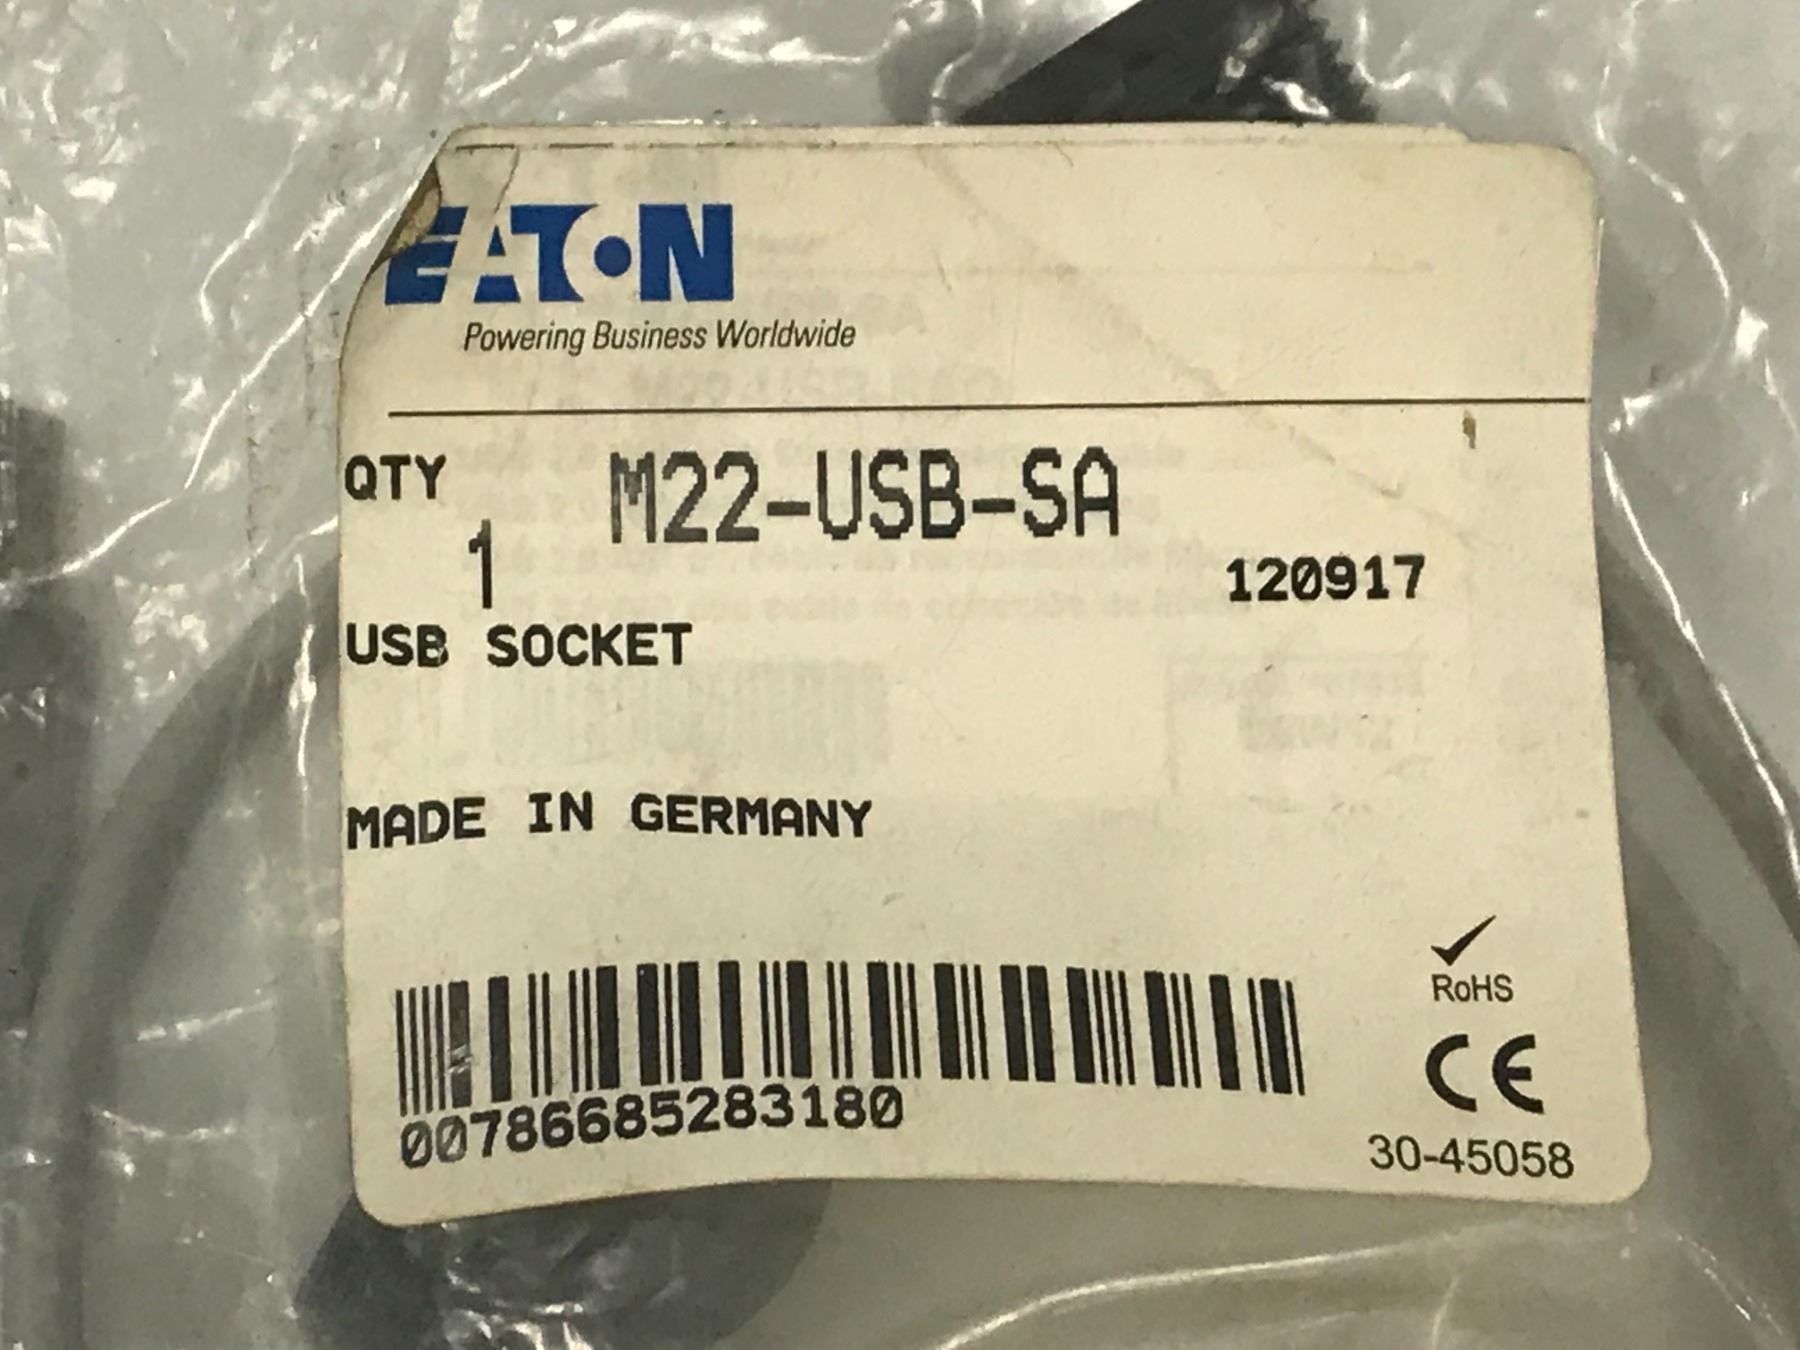 EATON
Powering Business Worldwide
QTY M22-USB-SA
1 120917
USB SOCKET
MADE IN GERMANY
00786685283180
RoHS
CE
30-45058